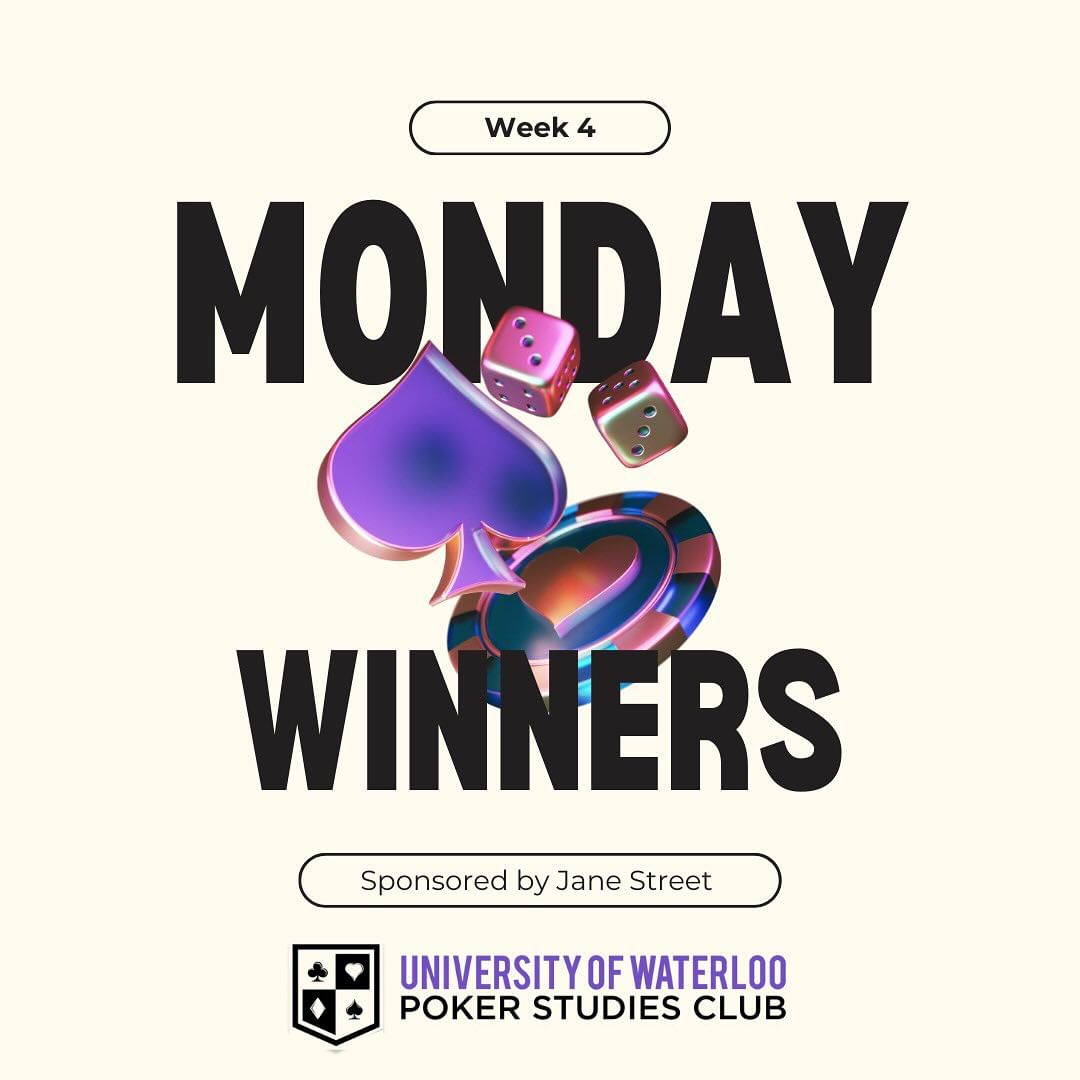 Week 4
MONDAY
WINNERS
Sponsored by Jane Street
UNIVERSITY OF WATERLOO
POKER STUDIES CLUB